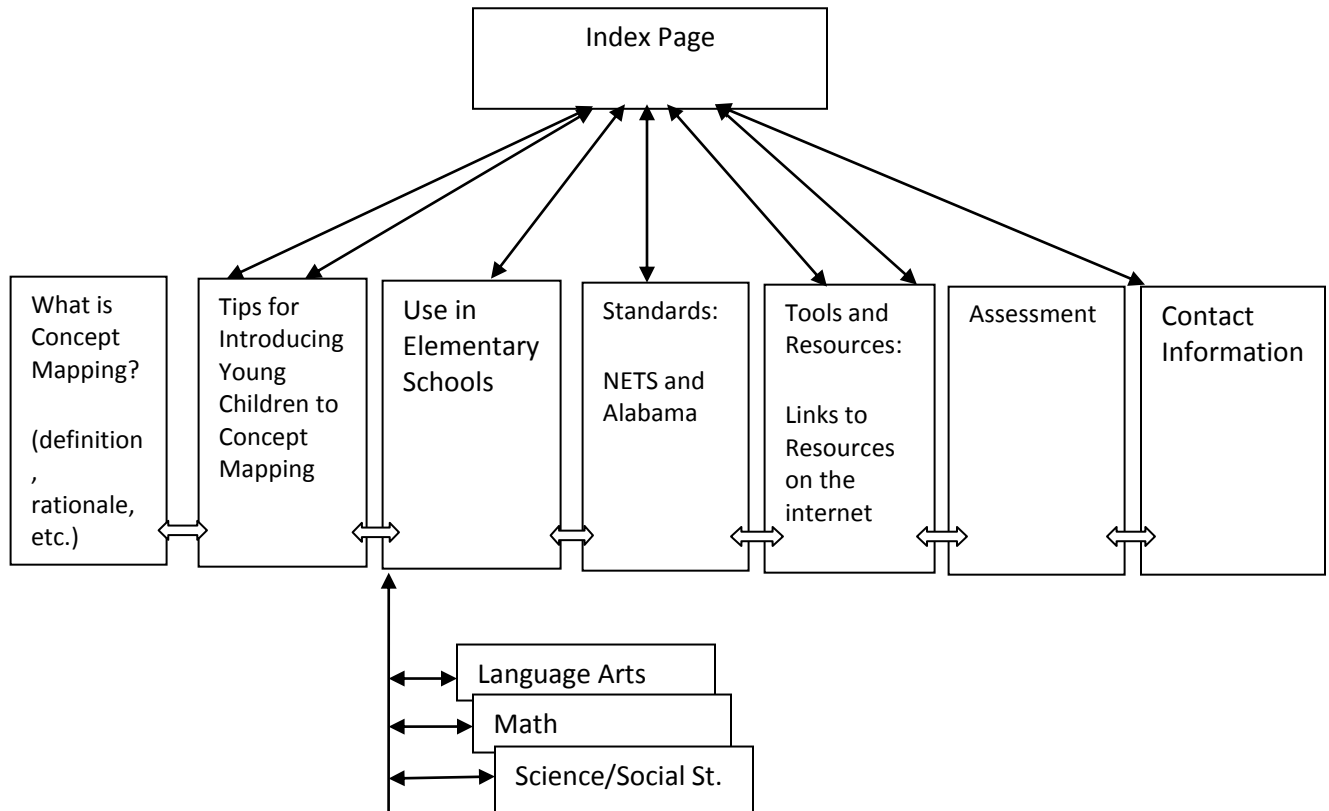 Index Page
What is
Concept
Mapping?
(definition
,
rationale,
etc.)
Tips for
Introducing
Young
Children to
Concept
Mapping
Use in
Elementary
Schools
Standards:
NETS and
Alabama
Tools and
Resources:
Links to
Resources
on the
internet
Assessment
Contact
Information
Language Arts
Math
Science/Social St.